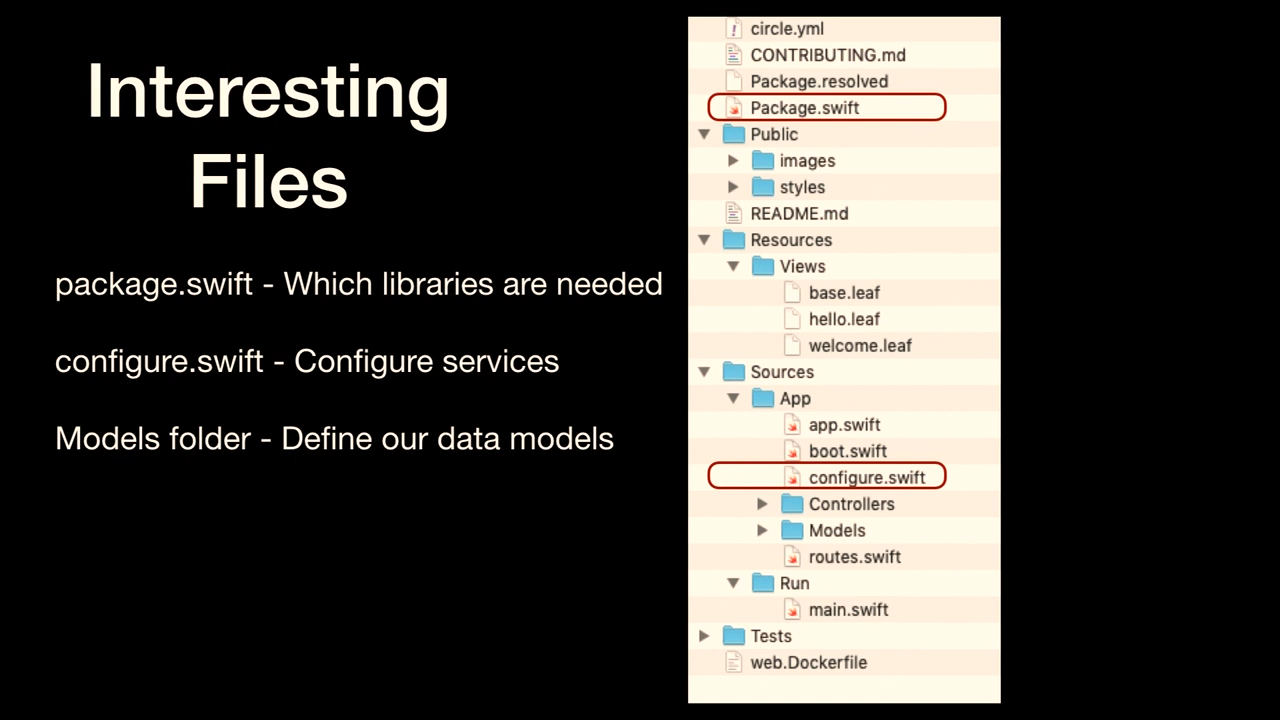 Interesting
Files
package.swift - Which libraries are needed
configure.swift - Configure services
Models folder - Define our data models
circle.yml
CONTRIBUTING.md
Package.resolved
Package.swift
Public
images
styles
README.md
Resources
Views
base.leaf
hello.leaf
welcome.leaf
Sources
App
app.swift
boot.swift
configure.swift
Controllers
Models
routes.swift
Run
main.swift
Tests
web.Dockerfile